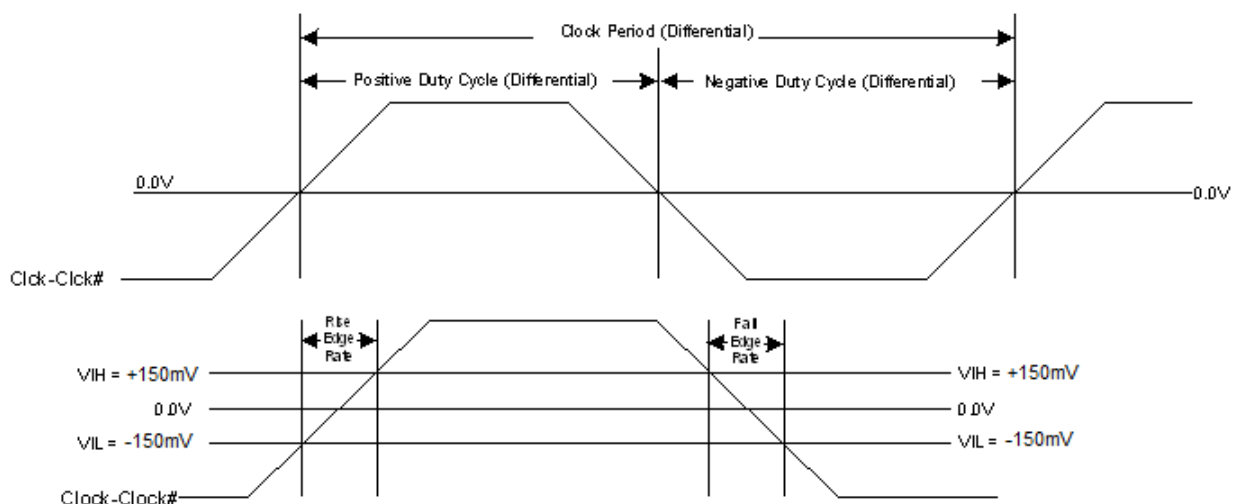 Clock Period (Differential)
Positive Duty Cycle (Differential)
Negative Duty Cycle (Differential)
0.0V
0.0V
Clck-Clck#
Rise
Edge
Rate
Fall
Edge
Rate
VIH = +150mV
VIH = +150mV
0.0V
0.0V
VIL = -150mV
VIL = -150mV
Clock-Clock#